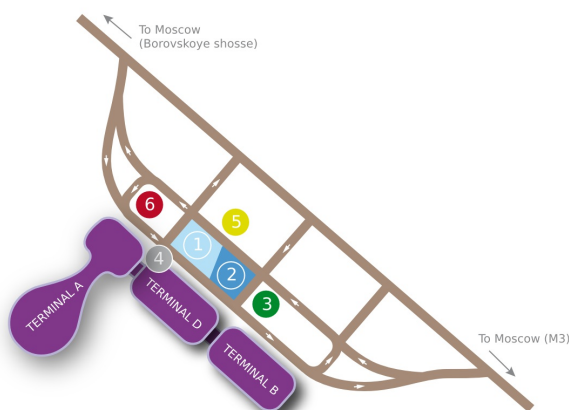 To Moscow
(Borovskoye shosse)
6
5
1
4
2
3
TERMINAL A
TERMINAL D
TERMINAL B
To Moscow (M3)